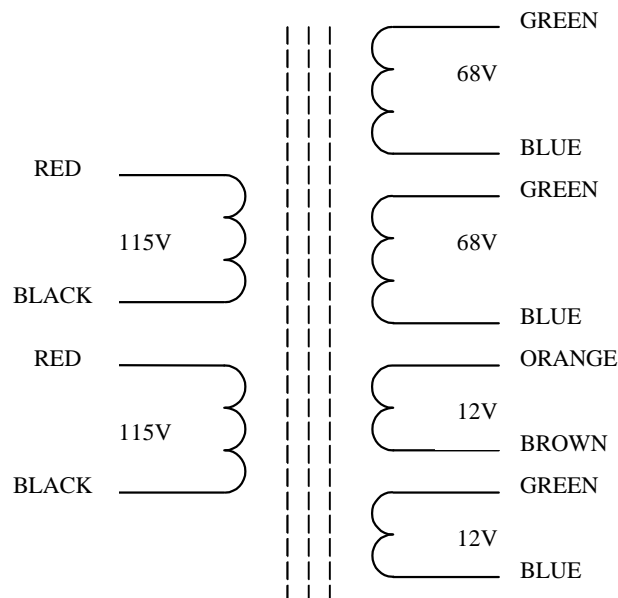 GREEN
68V
BLUE
RED
GREEN
115V
68V
BLACK
BLUE
RED
ORANGE
12V
115V
BROWN
BLACK
GREEN
12V
BLUE